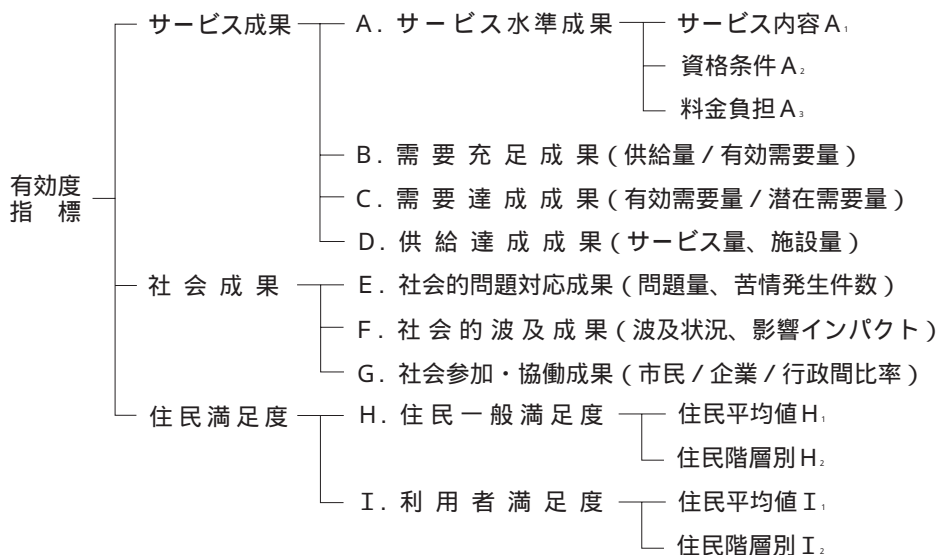 サービス成果 A. サービス水準成果 サービス内容A₁
資格条件A₂
料金負担A₃
B. 需要充足成果(供給量/有効需要量)
有効度
指標
C. 需要達成成果(有効需要量/潜在需要量)
D. 供給達成成果(サービス量、施設量)
社会成果 E. 社会的問題対応成果(問題量、苦情発生件数)
F. 社会的波及成果(波及状況、影響インパクト)
G. 社会参加・協働成果(市民/企業/行政間比率)
住民満足度 H. 住民一般満足度 住民平均値H₁
住民階層別H₂
I. 利用者満足度 住民平均値I₁
住民階層別I₂